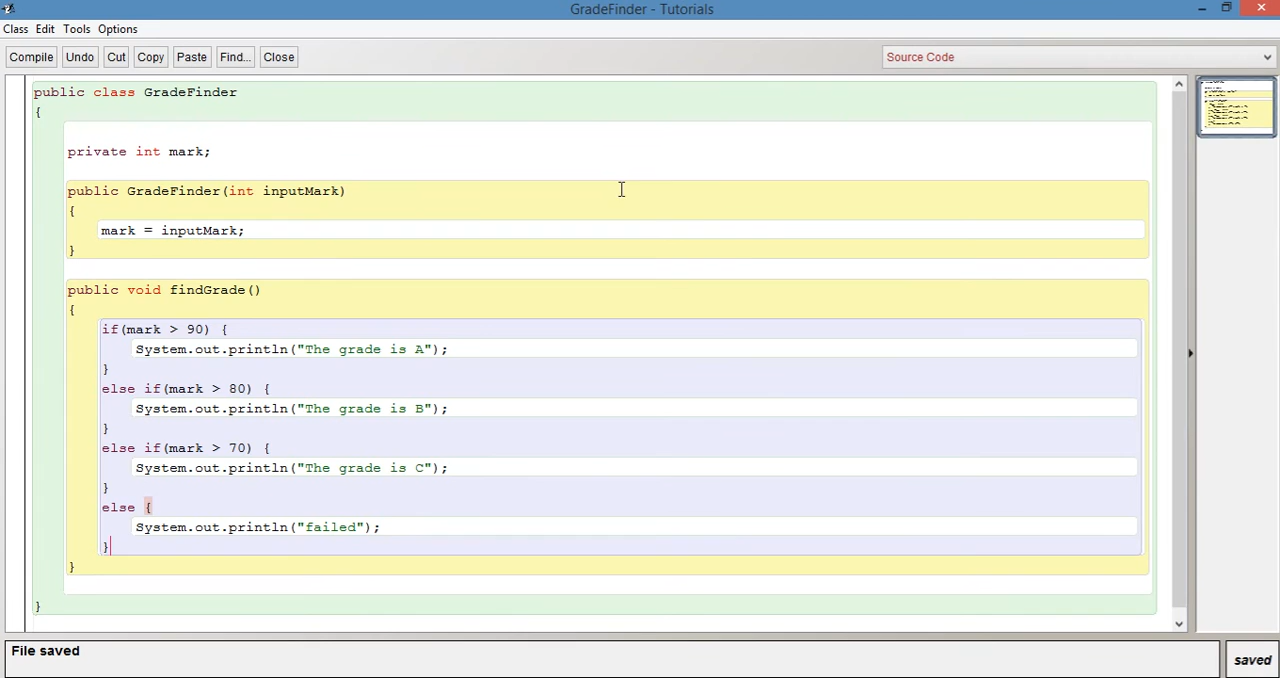 GradeFinder - Tutorials
Class Edit Tools Options
Compile Undo Cut Copy Paste Find... Close Source Code
public class GradeFinder
{
private int mark;
public GradeFinder(int inputMark)
{
mark = inputMark;
}
public void findGrade()
{
if(mark > 90) {
System.out.println("The grade is A");
}
else if(mark > 80) {
System.out.println("The grade is B");
}
else if(mark > 70) {
System.out.println("The grade is C");
}
else {
System.out.println("failed");
}
}
}
File saved
saved